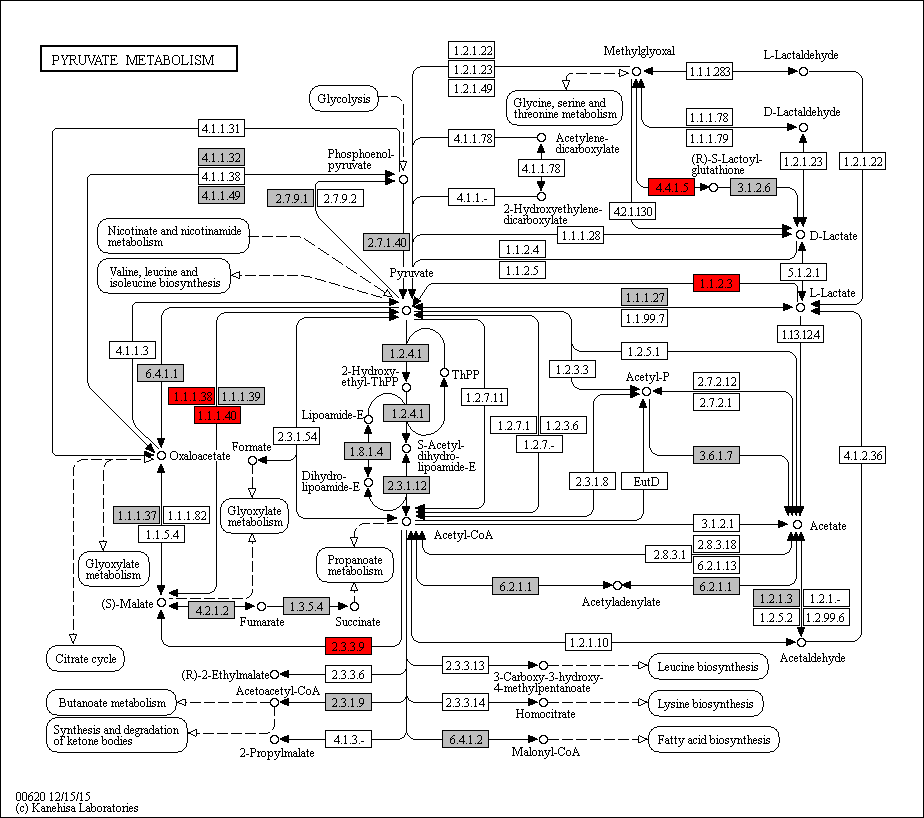 PYRUVATE METABOLISM
1.2.1.22
1.2.1.23
1.2.1.49
Methylglyoxal
1.1.1.283
L-Lactaldehyde
Glycolysis
Glycine, serine and
threonine metabolism
1.1.1.78
1.1.1.79
D-Lactaldehyde
4.1.1.31
4.1.1.78
Acetylene-
dicarboxylate
4.1.1.32
4.1.1.38
4.1.1.49
Phosphoenol-
pyruvate
4.1.1.78
(R)-S-Lactoyl-
glutathione
1.2.1.23
1.2.1.22
2.7.9.1
2.7.9.2
4.1.1.-
4.4.1.5
3.1.2.6
2-Hydroxyethylene-
dicarboxylate
4.2.1.130
Nicotinate and nicotinamide
metabolism
2.7.1.40
1.1.1.28
D-Lactate
1.1.2.4
1.1.2.5
Valine, leucine and
isoleucine biosynthesis
Pyruvate
5.1.2.1
1.1.2.3
L-Lactate
1.1.1.27
1.1.99.7
1.13.12.4
4.1.1.3
6.4.1.1
1.2.4.1
1.2.5.1
2-Hydroxy-
ethyl-ThPP
ThPP
1.2.3.3
Acetyl-P
2.7.2.12
2.7.2.1
1.1.1.38
1.1.1.39
1.1.1.40
1.2.7.11
Lipoamide-E
1.2.4.1
1.2.7.1
1.2.3.6
1.2.7.-
2.3.1.54
Formate
Oxaloacetate
1.8.1.4
S-Acetyl-
dihydro-
lipoamide-E
3.6.1.7
4.1.2.36
Dihydro-
lipoamide-E
2.3.1.12
2.3.1.8
EutD
1.1.1.37
1.1.1.82
1.1.5.4
Glyoxylate
metabolism
Acetyl-CoA
3.1.2.1
Acetate
2.8.3.18
2.8.3.1
6.2.1.13
Glyoxylate
metabolism
Propanoate
metabolism
6.2.1.1
6.2.1.1
Acetyladenylate
(S)-Malate
4.2.1.2
Fumarate
1.3.5.4
Succinate
1.2.1.3
1.2.1.-
1.2.5.2
1.2.99.6
2.3.3.9
1.2.1.10
Acetaldehyde
Citrate cycle
(R)-2-Ethylmalate
2.3.3.6
2.3.3.13
3-Carboxy-3-hydroxy-
4-methylpentanoate
Leucine biosynthesis
Butanoate metabolism
Acetoacetyl-CoA
2.3.1.9
2.3.3.14
Homocitrate
Lysine biosynthesis
Synthesis and degradation
of ketone bodies
2-Propylmalate
4.1.3.-
6.4.1.2
Malonyl-CoA
Fatty acid biosynthesis
00620 12/15/15
(c) Kanehisa Laboratories